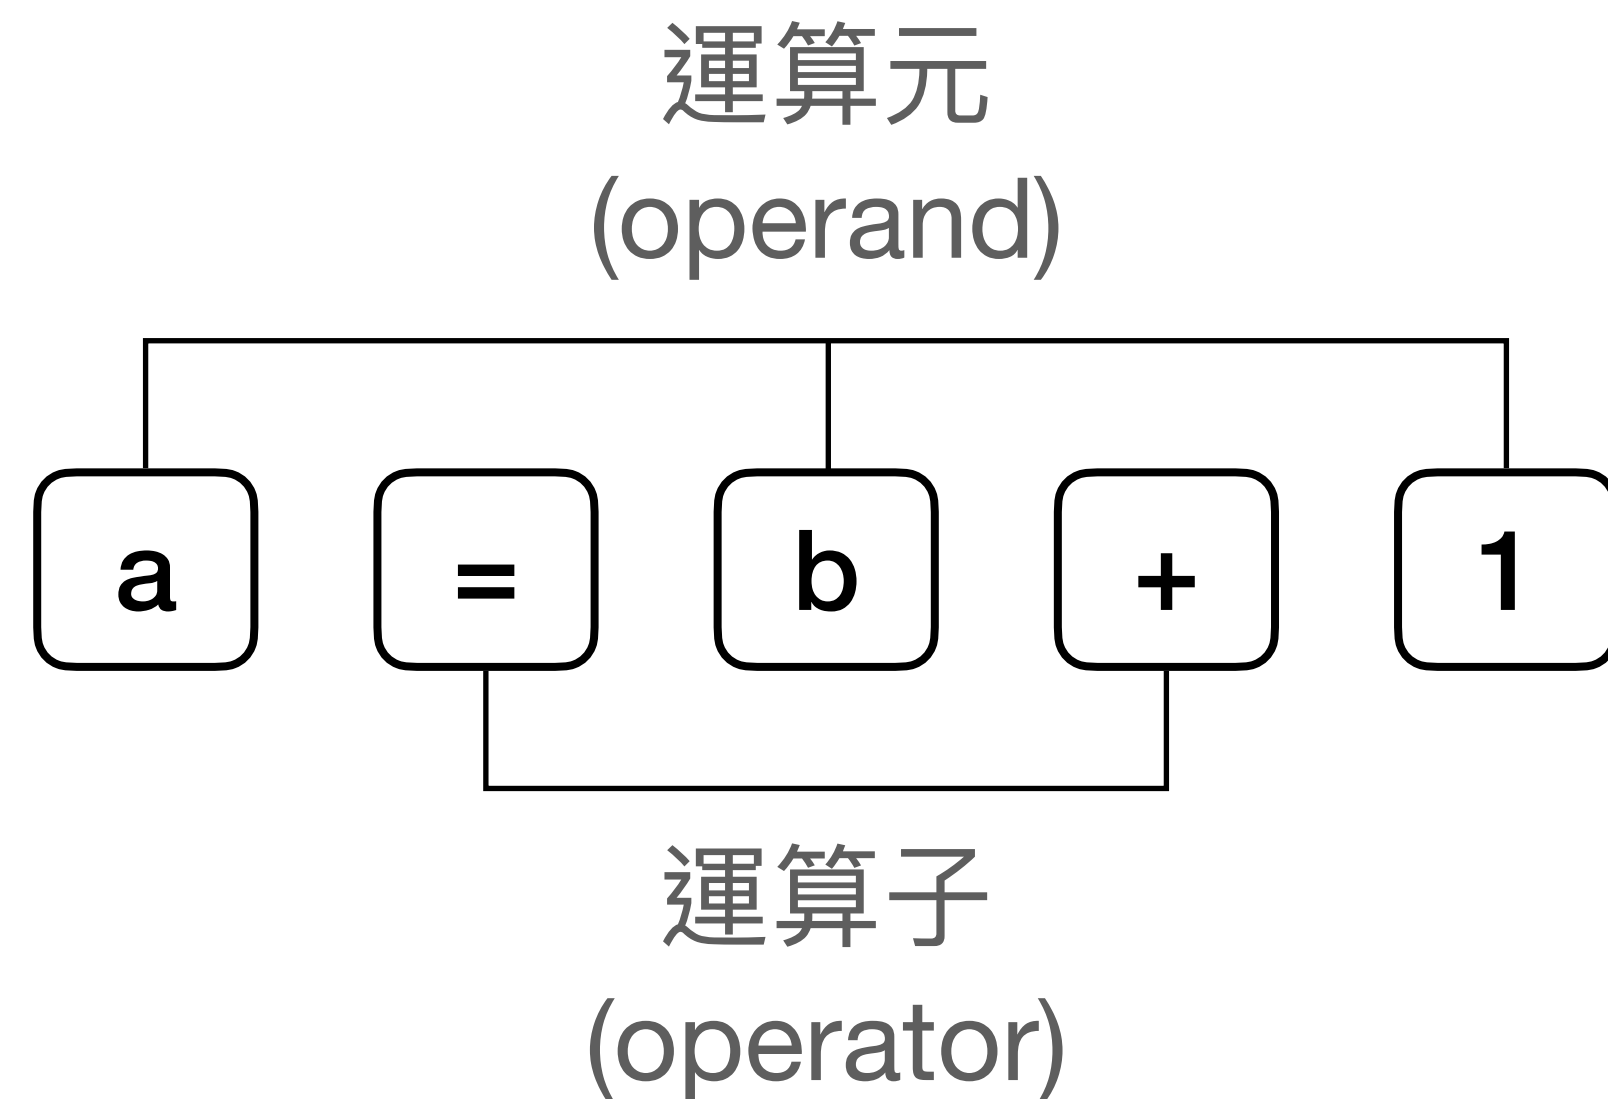 運算元
(operand)
a = b + 1
運算子
(operator)